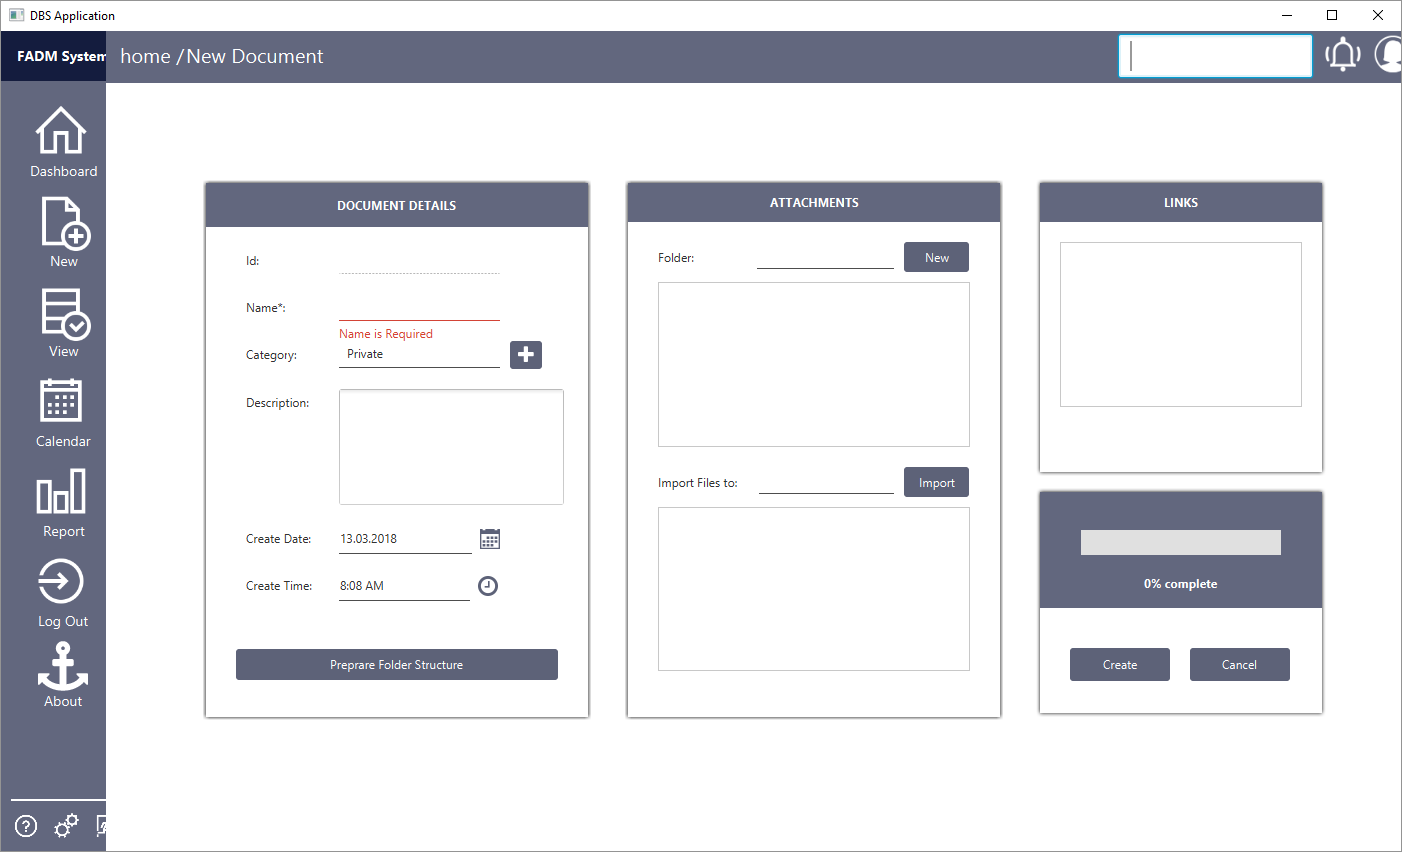 DBS Application
FADM System
home /New Document
Dashboard
New
View
Calendar
Report
Log Out
About
DOCUMENT DETAILS
Id:
Name*:
Name is Required
Category: Private
Description:
Create Date: 13.03.2018
Create Time: 8:08 AM
Preprare Folder Structure
ATTACHMENTS
Folder: New
Import Files to: Import
LINKS
0% complete
Create Cancel